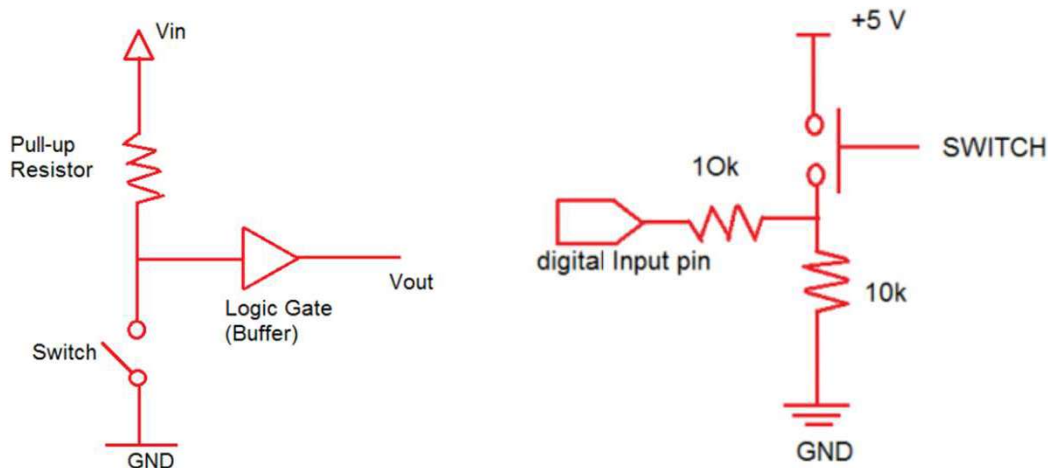 Vin
Pull-up
Resistor
Logic Gate
(Buffer)
Vout
Switch
GND
+5 V
SWITCH
1Ok
digital Input pin
10k
GND